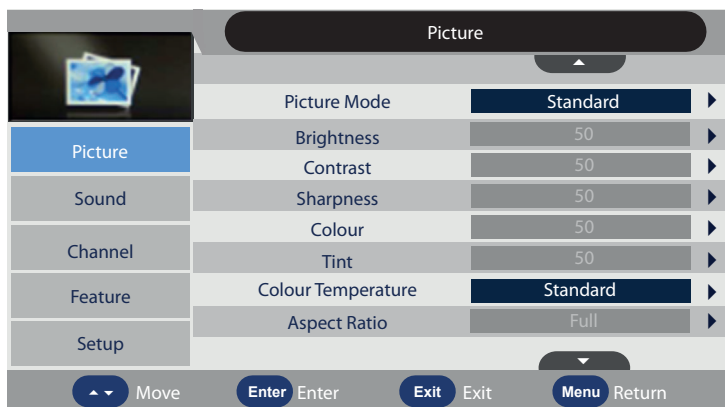 Picture
Picture Mode Standard
Brightness 50
Contrast 50
Sharpness 50
Colour 50
Tint 50
Colour Temperature Standard
Aspect Ratio Full
Picture
Sound
Channel
Feature
Setup
Move Enter Enter Exit Exit Menu Return